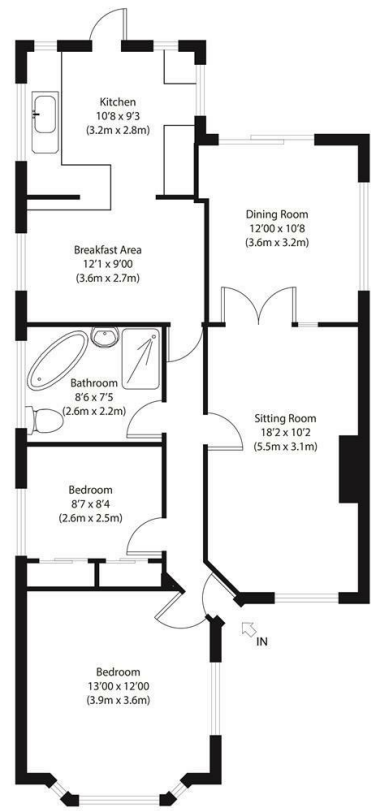 Kitchen
10'8 x 9'3
(3.2m x 2.8m)
Dining Room
12'00 x 10'8
(3.6m x 3.2m)
Breakfast Area
12'1 x 9'00
(3.6m x 2.7m)
Bathroom
8'6 x 7'5
(2.6m x 2.2m)
Sitting Room
18'2 x 10'2
(5.5m x 3.1m)
Bedroom
8'7 x 8'4
(2.6m x 2.5m)
IN
Bedroom
13'00 x 12'00
(3.9m x 3.6m)